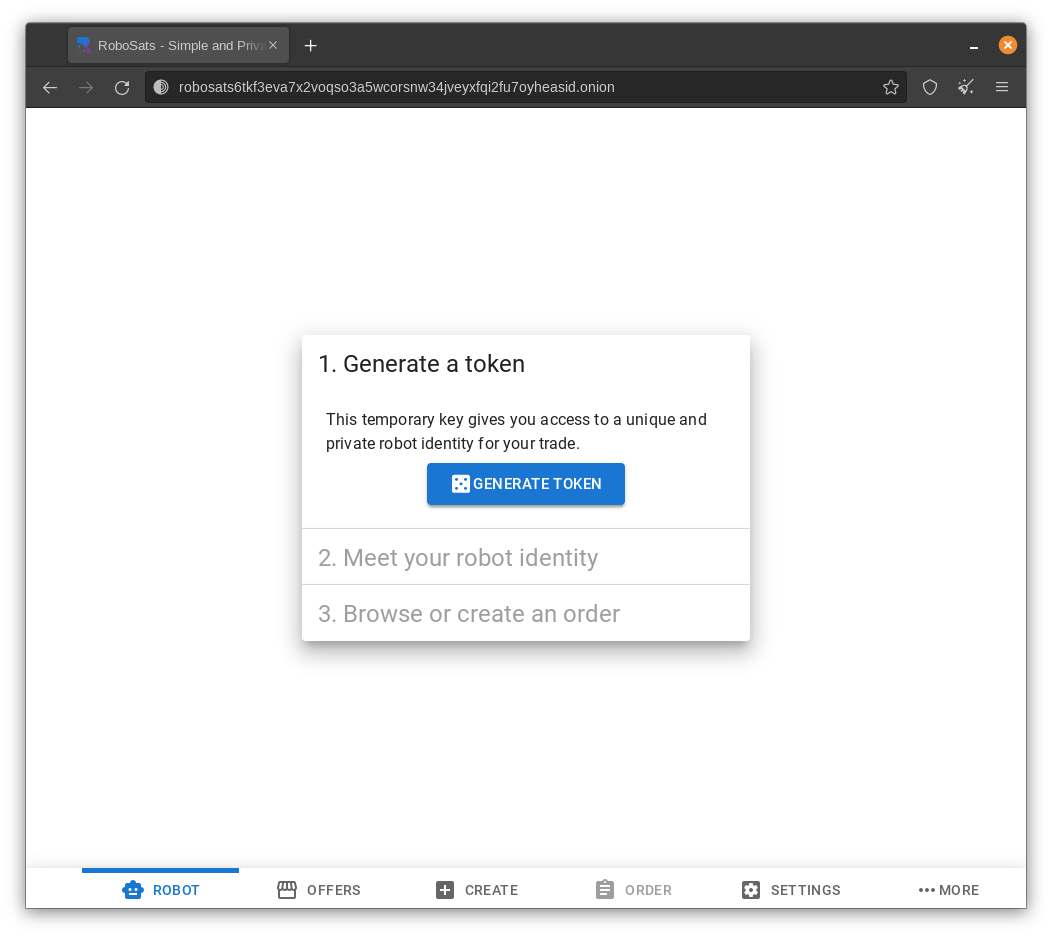 RoboSats - Simple and Priva
robosats6tkf3eva7x2voqso3a5wcorsnw34jveyxfqi2fu7oyheasid.onion
1. Generate a token
This temporary key gives you access to a unique and
private robot identity for your trade.
GENERATE TOKEN
2. Meet your robot identity
3. Browse or create an order
ROBOT OFFERS CREATE ORDER SETTINGS MORE